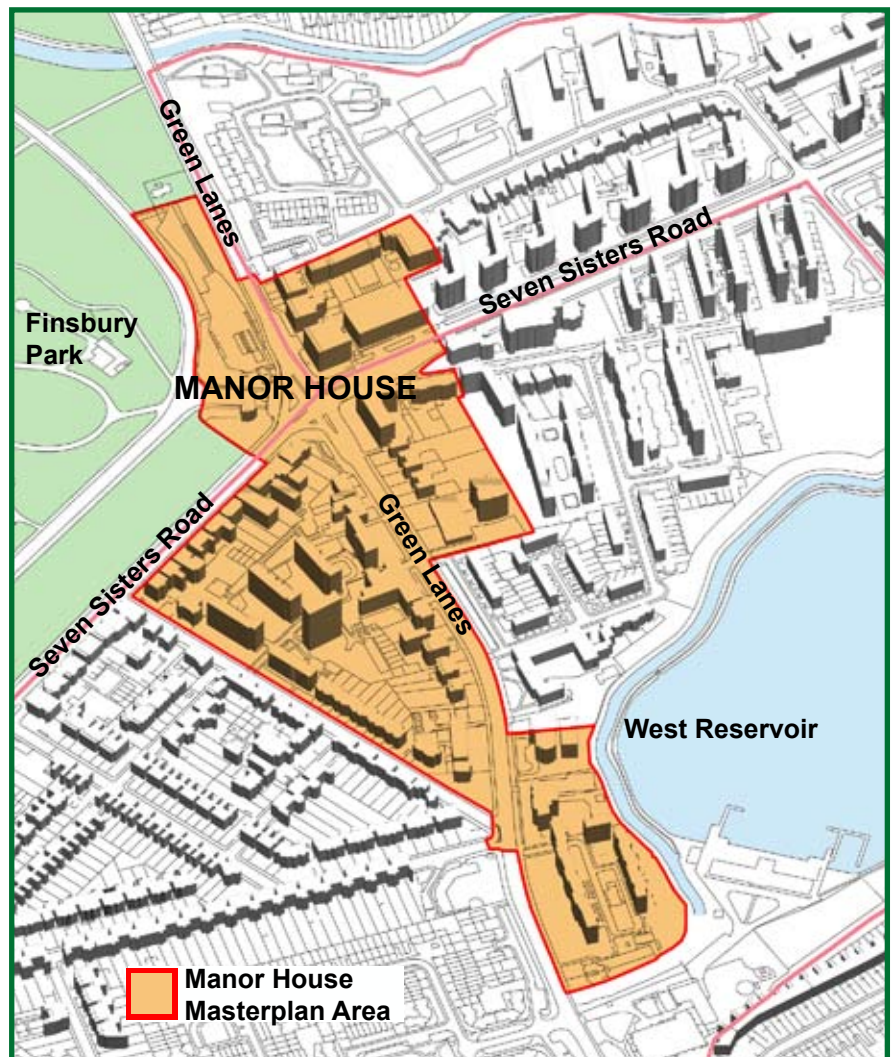 Green Lanes
Finsbury
Park
Seven Sisters Road
MANOR HOUSE
Seven Sisters Road
Green Lanes
West Reservoir
Manor House
Masterplan Area